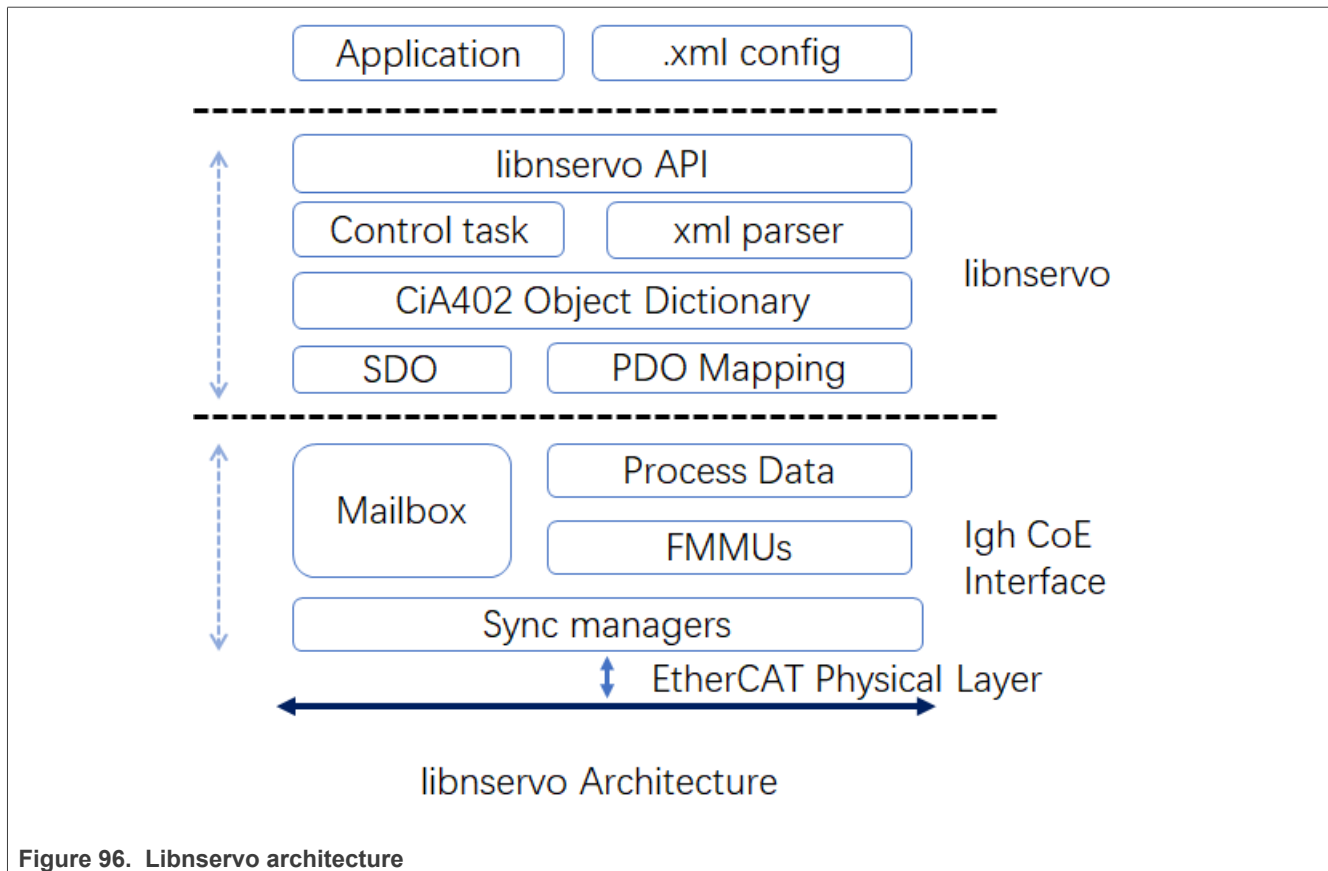 Application
.xml config
libnservo API
Control task
xml parser
libnservo
CiA402 Object Dictionary
SDO
PDO Mapping
Mailbox
Process Data
FMMUs
Igh CoE
Interface
Sync managers
EtherCAT Physical Layer
libnservo Architecture
Figure 96. Libnservo architecture